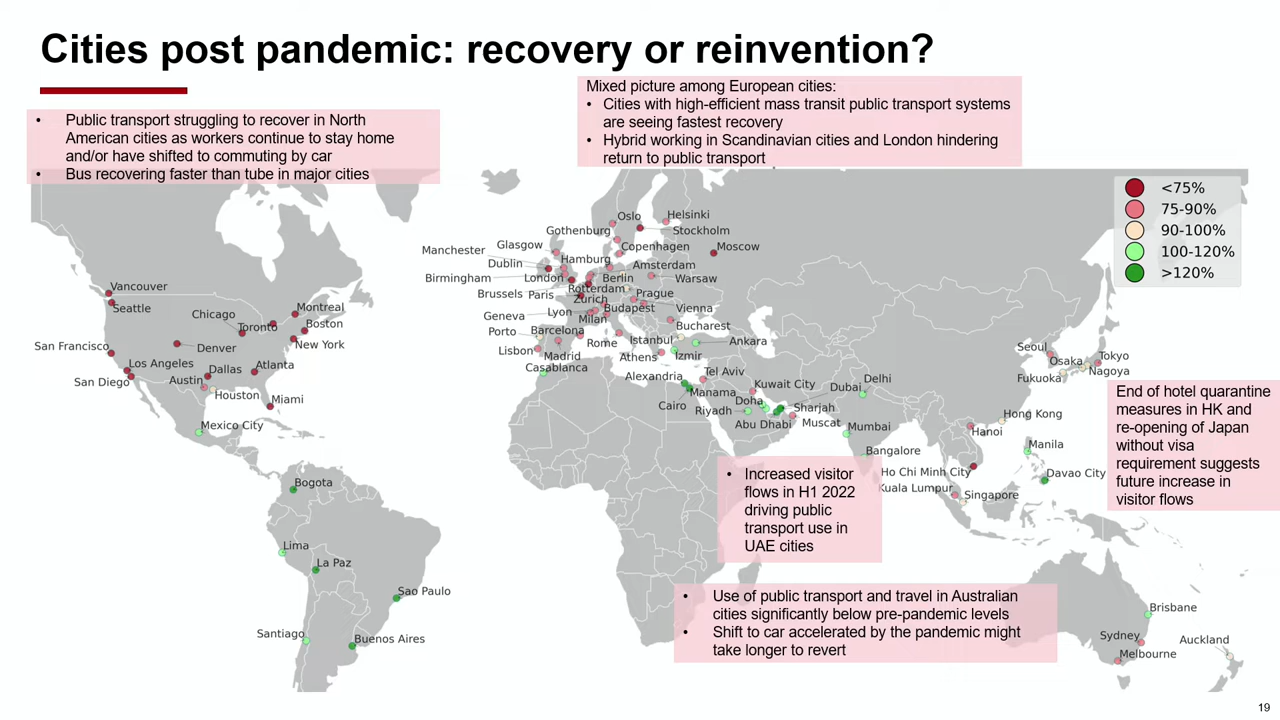 Cities post pandemic: recovery or reinvention?
• Public transport struggling to recover in North
American cities as workers continue to stay home
and/or have shifted to commuting by car
• Bus recovering faster than tube in major cities
Mixed picture among European cities:
• Cities with high-efficient mass transit public transport systems
are seeing fastest recovery
• Hybrid working in Scandinavian cities and London hindering
return to public transport
<75%
75-90%
90-100%
100-120%
>120%
Vancouver
Seattle
San Francisco
Los Angeles
San Diego
Denver
Chicago
Toronto
Montreal
Boston
New York
Atlanta
Dallas
Austin
Houston
Miami
Mexico City
Bogota
Lima
La Paz
Sao Paulo
Santiago
Buenos Aires
Oslo
Helsinki
Gothenburg
Stockholm
Glasgow
Copenhagen
Moscow
Manchester
Dublin
Hamburg
Amsterdam
Birmingham
London
Berlin
Warsaw
Brussels
Paris
Rotterdam
Prague
Zurich
Geneva
Lyon
Budapest
Vienna
Milan
Porto
Barcelona
Bucharest
Lisbon
Madrid
Rome
Istanbul
Ankara
Athens
Izmir
Casablanca
Alexandria
Tel Aviv
Cairo
Manama
Kuwait City
Dubai
Delhi
Riyadh
Doha
Sharjah
Abu Dhabi
Muscat
Mumbai
Bangalore
Seoul
Osaka
Tokyo
Fukuoka
Nagoya
Hong Kong
Hanoi
Manila
Ho Chi Minh City
Davao City
Kuala Lumpur
Singapore
Brisbane
Sydney
Melbourne
Auckland
End of hotel quarantine
measures in HK and
re-opening of Japan
without visa
requirement suggests
future increase in
visitor flows
• Increased visitor
flows in H1 2022
driving public
transport use in
UAE cities
• Use of public transport and travel in Australian
cities significantly below pre-pandemic levels
• Shift to car accelerated by the pandemic might
take longer to revert
19